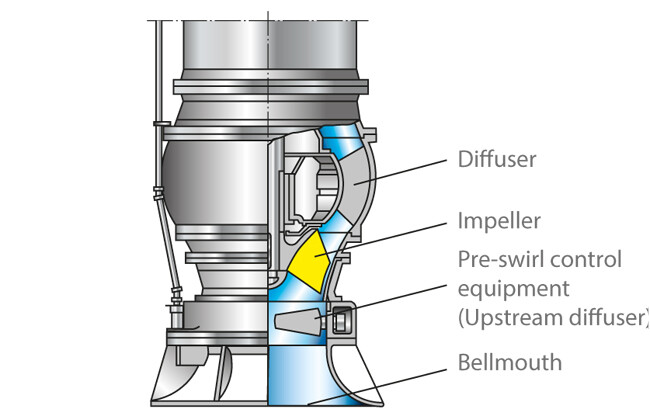 Diffuser
Impeller
Pre-swirl control
equipment
(Upstream diffuser)
Bellmouth